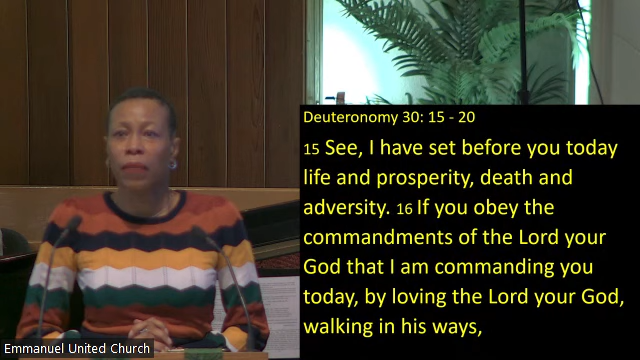 Deuteronomy 30: 15 - 20
15 See, I have set before you today
life and prosperity, death and
adversity. 16 If you obey the
commandments of the Lord your
God that I am commanding you
today, by loving the Lord your God,
walking in his ways,
Emmanuel United Church